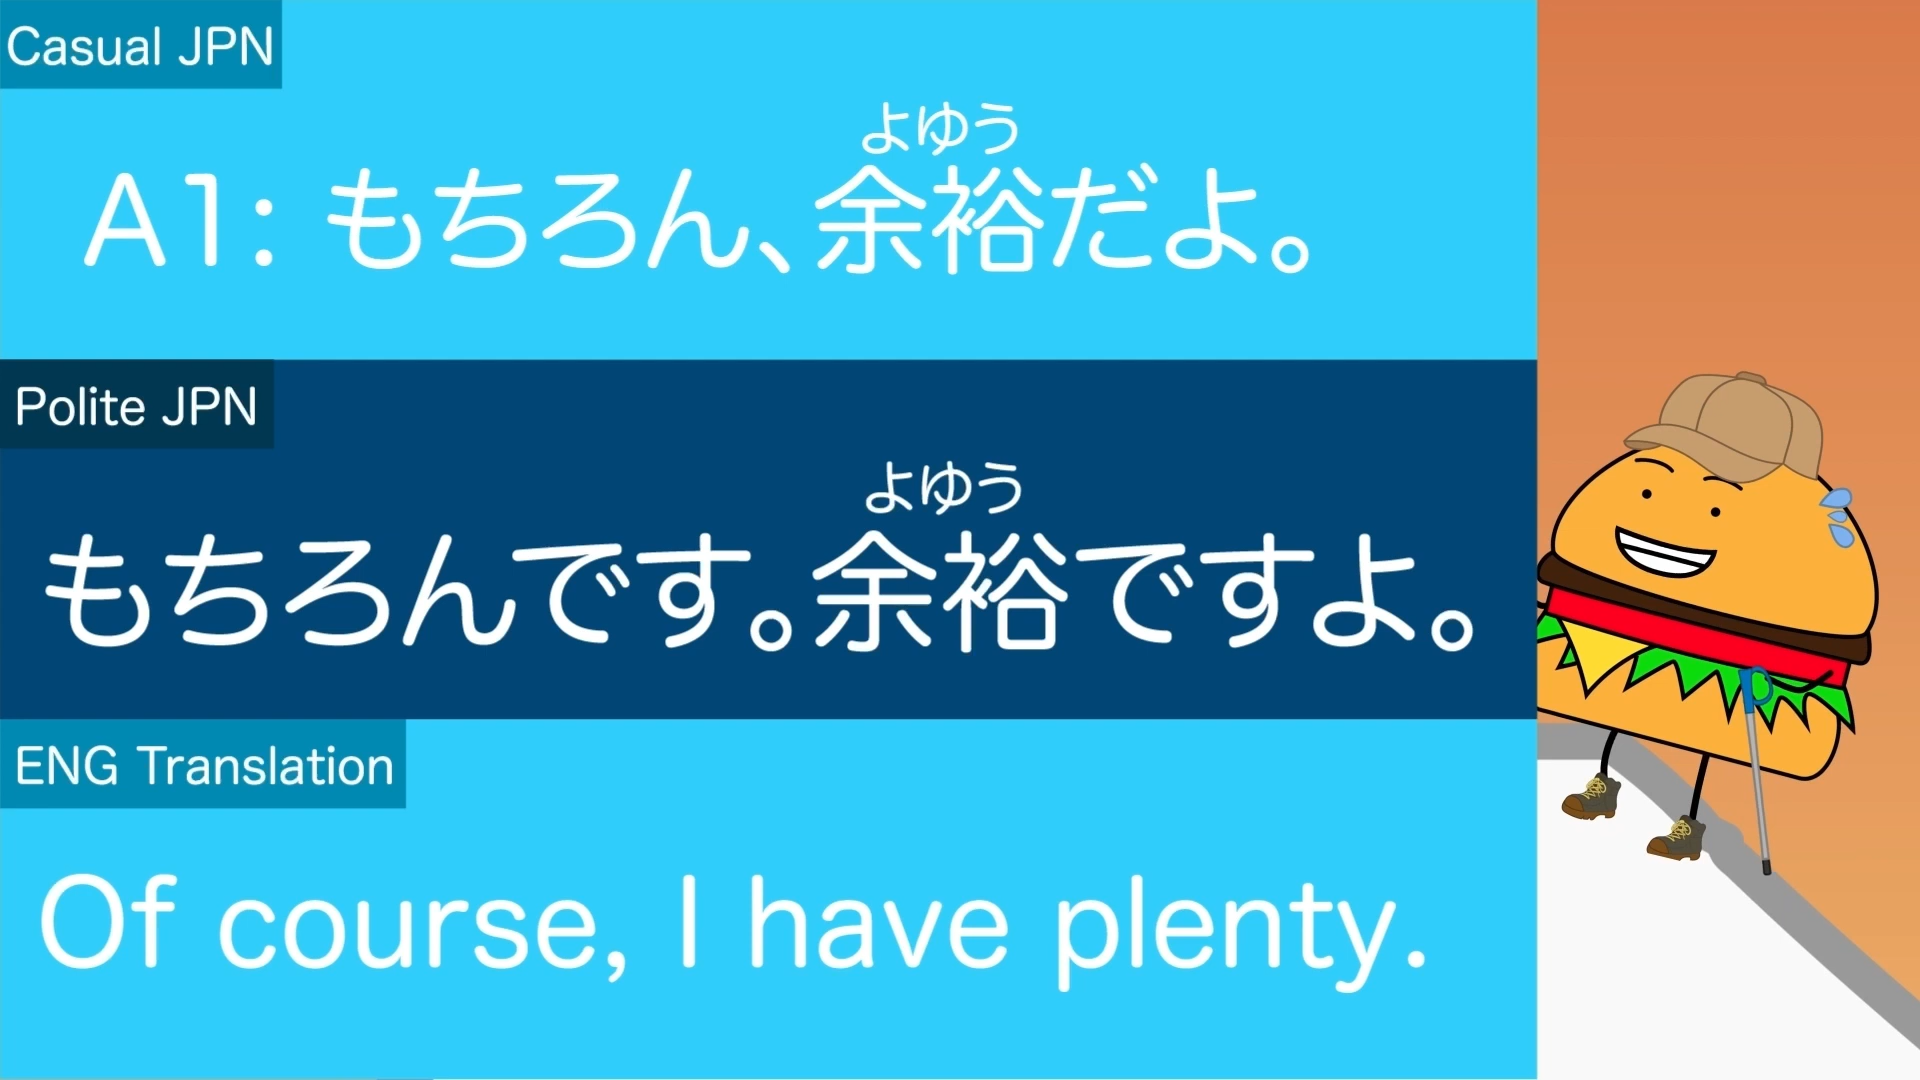 Casual JPN
よゆう
A1: もちろん、余裕だよ。
Polite JPN
よゆう
もちろんです。余裕ですよ。
ENG Translation
Of course, I have plenty.